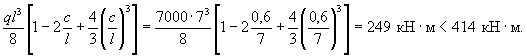 ql³/8 [1 − 2 c/l + 4/3 (c/l)³] = 7000·7³/8 [1 − 2 0,6/7 + 4/3 (0,6/7)³] = 249 кН·м < 414 кН·м.